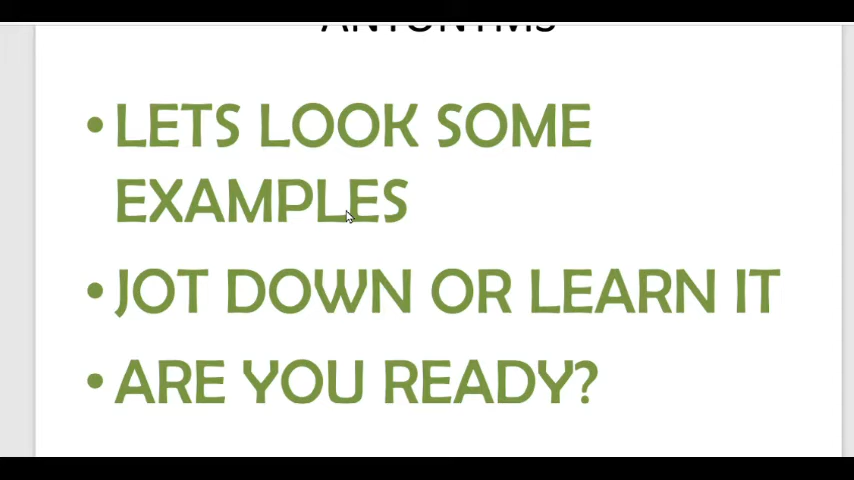 ANTONYMS
• LETS LOOK SOME
EXAMPLES
• JOT DOWN OR LEARN IT
• ARE YOU READY?